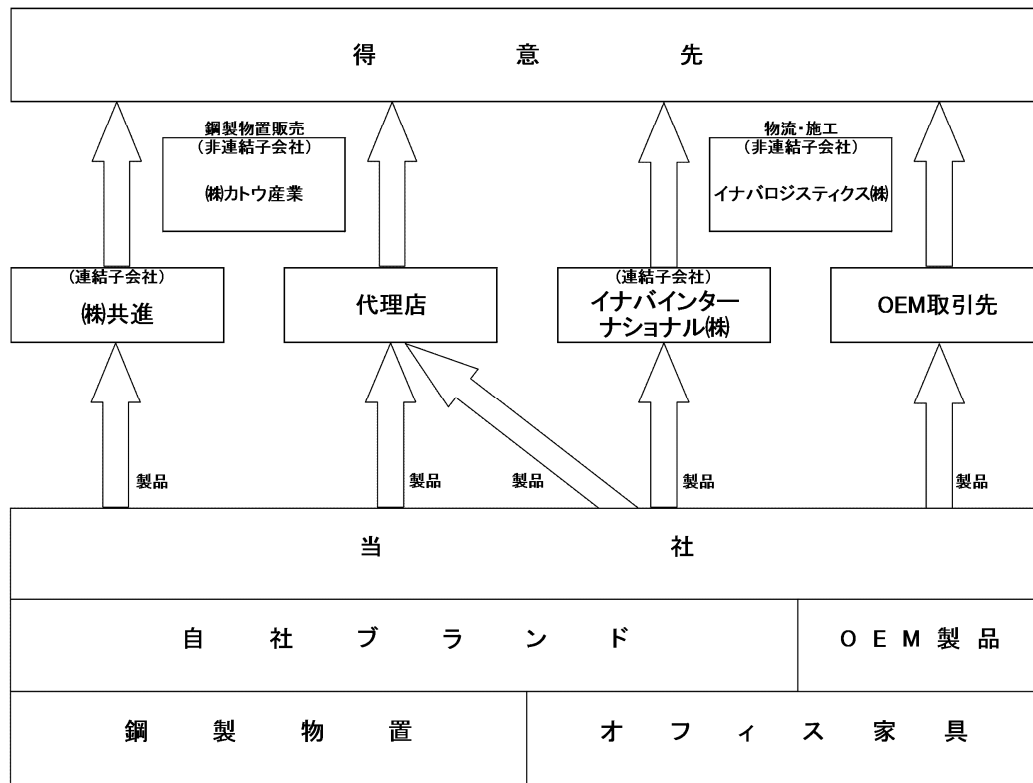 得意先
鋼製物置販売
(非連結子会社)
㈱カトウ産業
物流・施工
(非連結子会社)
イナバロジスティクス㈱
(連結子会社)
㈱共進
代理店
(連結子会社)
イナバインター
ナショナル㈱
OEM取引先
製品
製品
製品
製品
製品
当社
自社ブランド
OEM製品
鋼製物置
オフィス家具